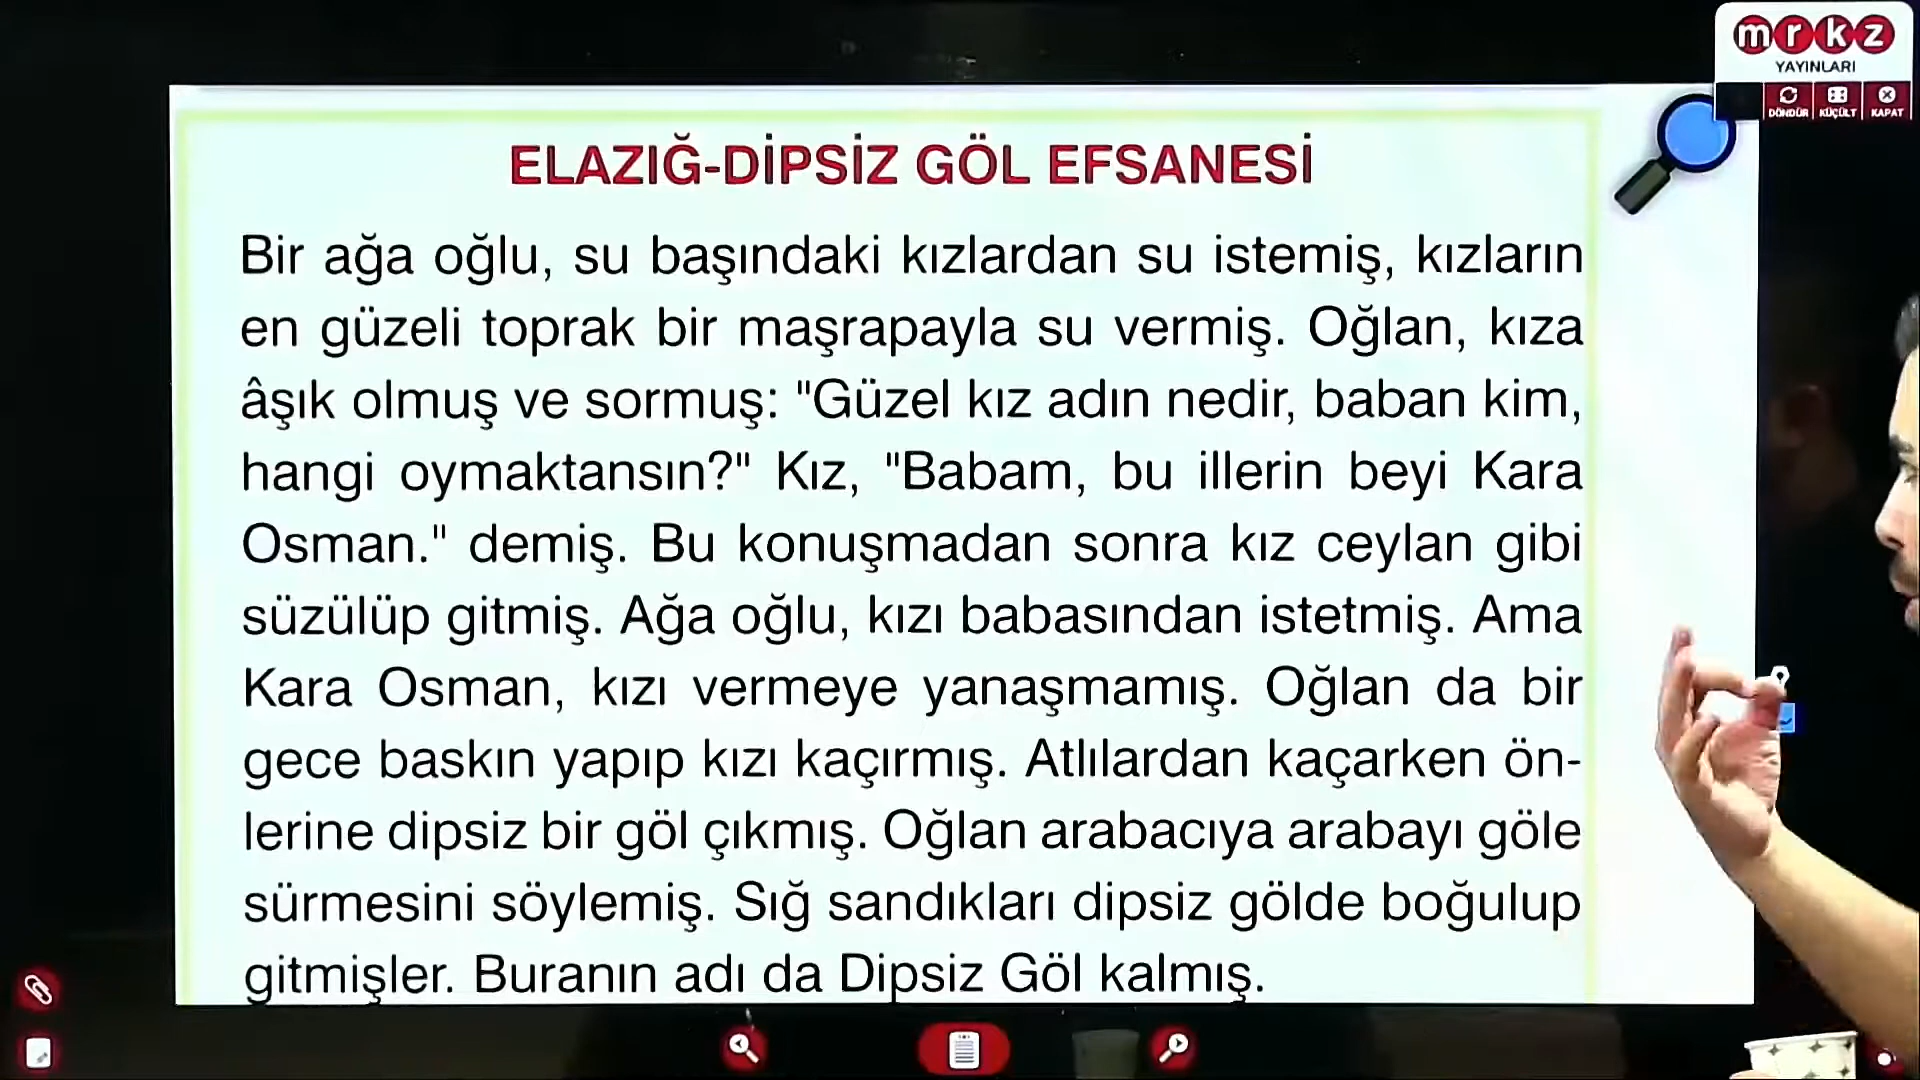 mrkz
YAYINLARI
DÖNDÜR KÜÇÜLT KAPAT
ELAZIĞ-DİPSİZ GÖL EFSANESİ
Bir ağa oğlu, su başındaki kızlardan su istemiş, kızların
en güzeli toprak bir maşrapayla su vermiş. Oğlan, kıza
âşık olmuş ve sormuş: "Güzel kız adın nedir, baban kim,
hangi oymaktansın?" Kız, "Babam, bu illerin beyi Kara
Osman." demiş. Bu konuşmadan sonra kız ceylan gibi
süzülüp gitmiş. Ağa oğlu, kızı babasından istetmiş. Ama
Kara Osman, kızı vermeye yanaşmamış. Oğlan da bir
gece baskın yapıp kızı kaçırmış. Atlılardan kaçarken ön-
lerine dipsiz bir göl çıkmış. Oğlan arabacıya arabayı göle
sürmesini söylemiş. Sığ sandıkları dipsiz gölde boğulup
gitmişler. Buranın adı da Dipsiz Göl kalmış.